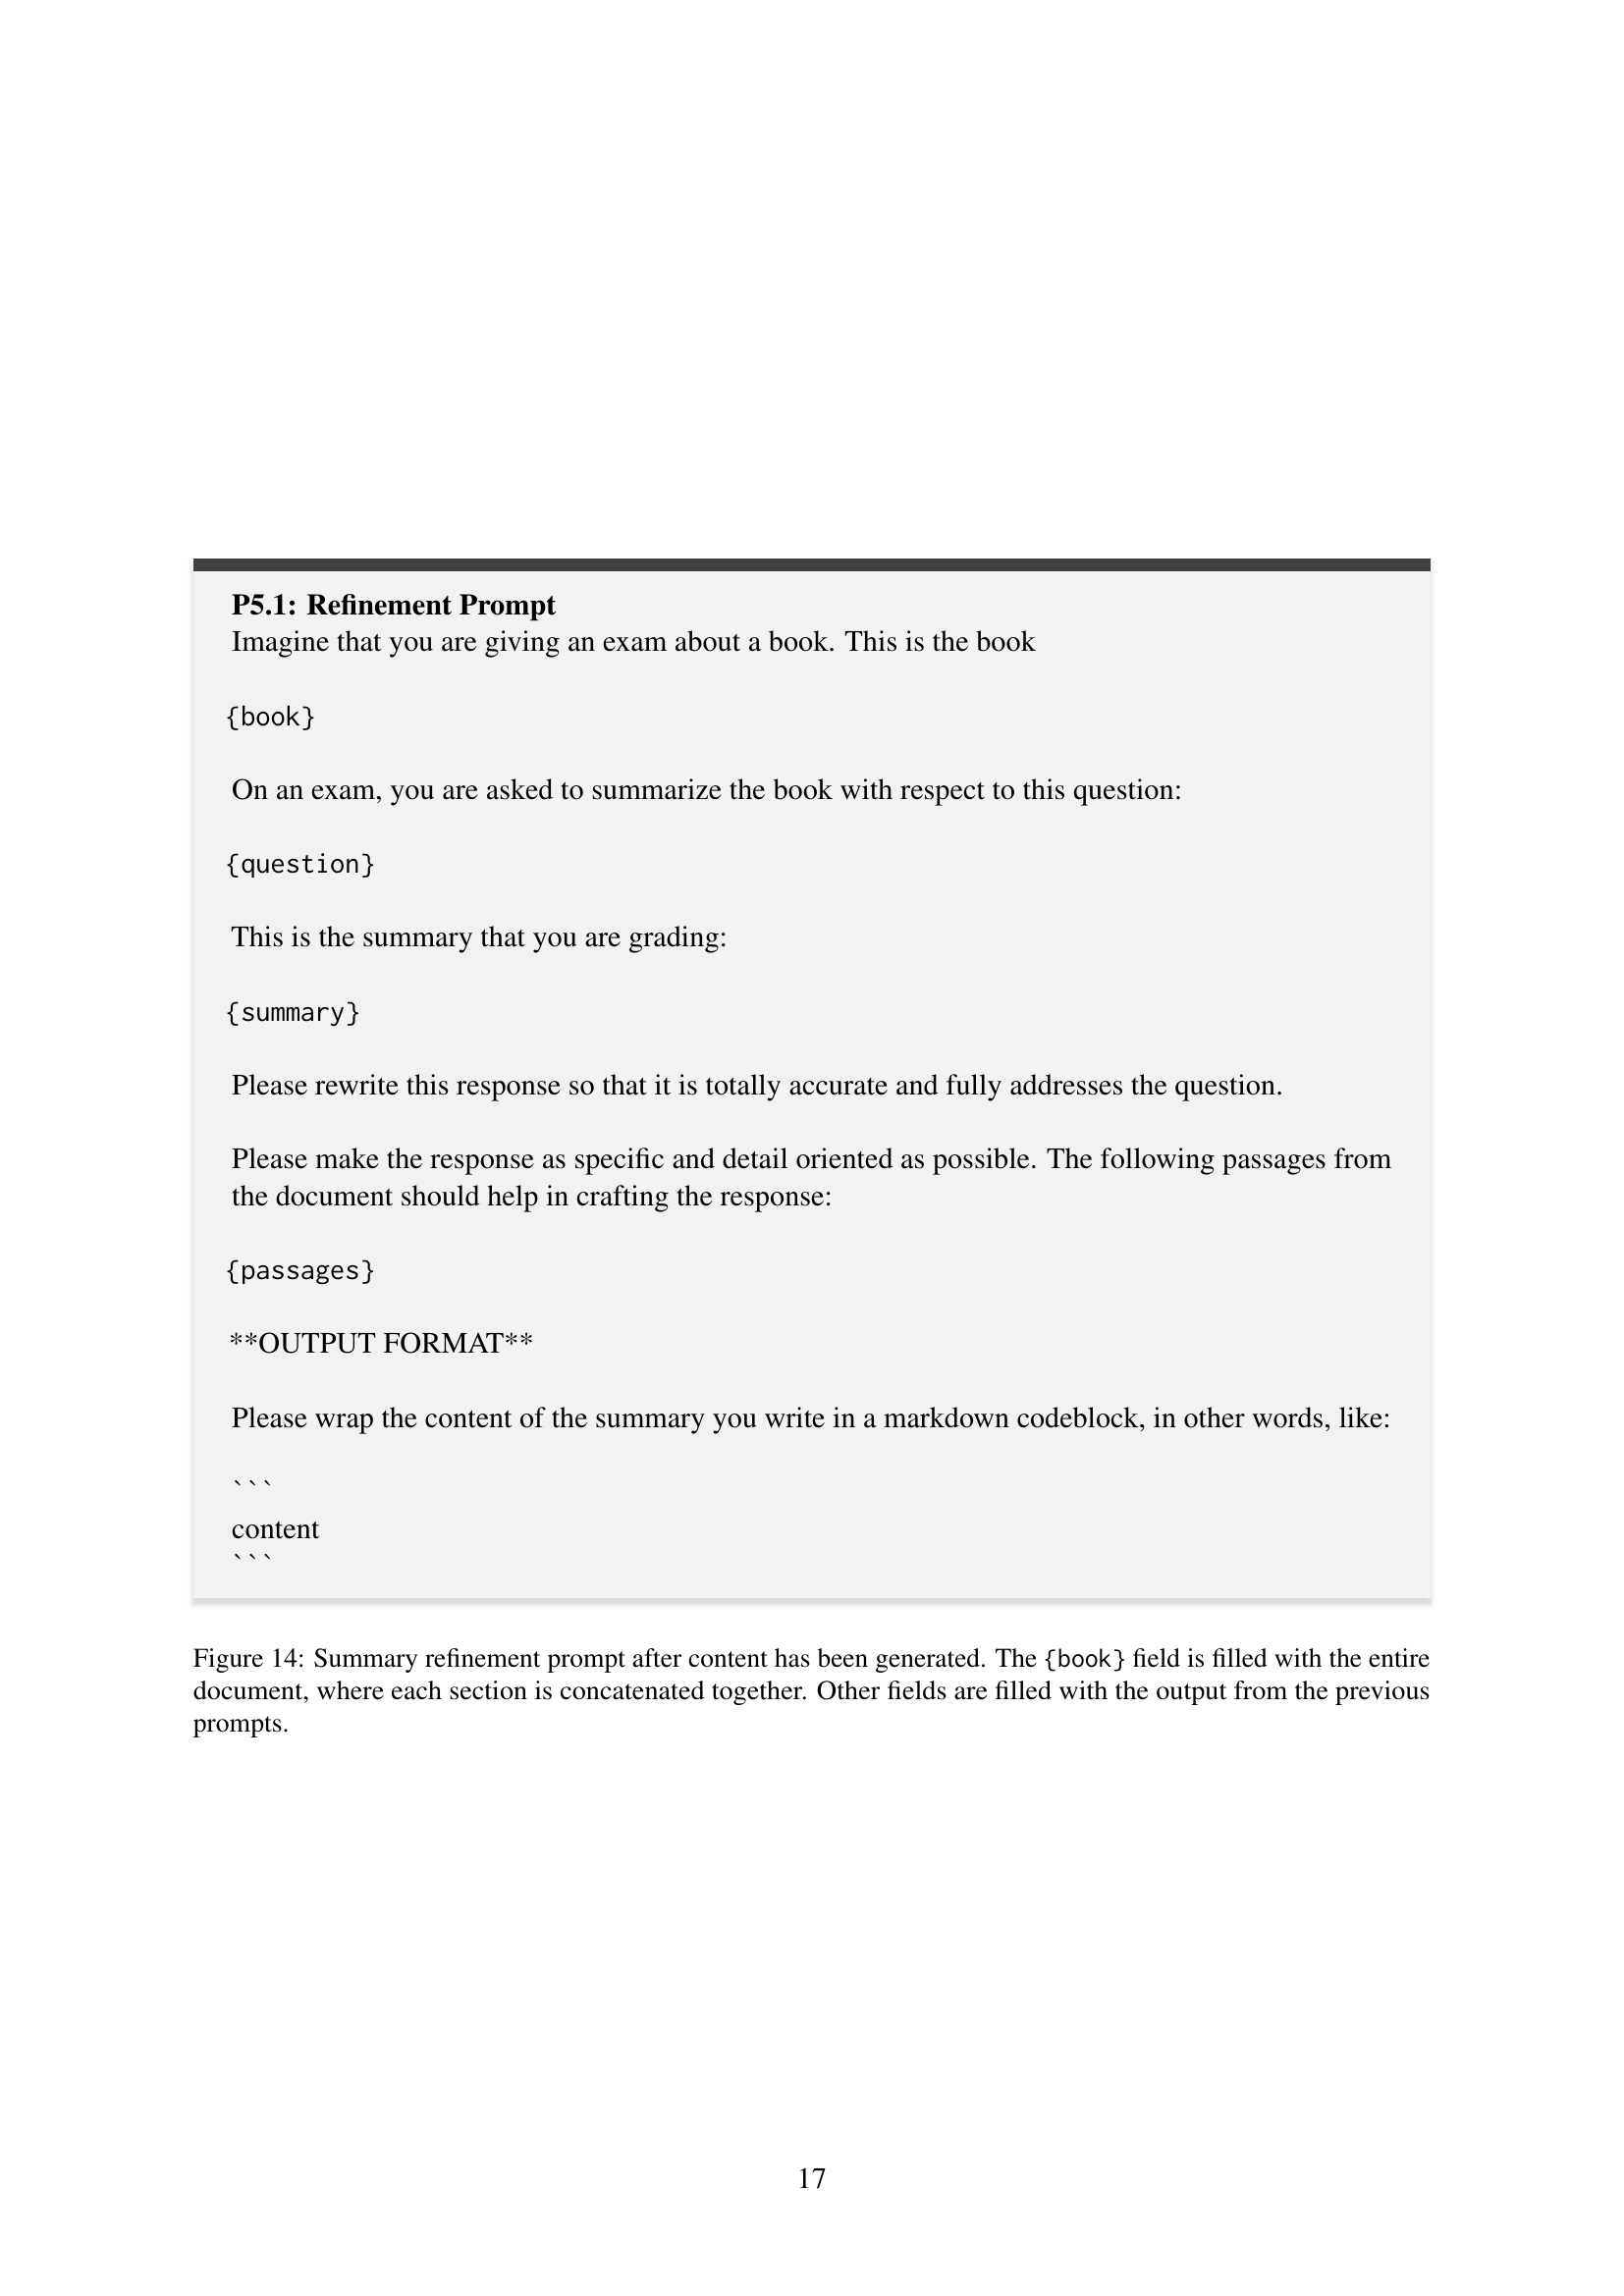 P5.1: Refinement Prompt
Imagine that you are giving an exam about a book. This is the book
{book}
On an exam, you are asked to summarize the book with respect to this question:
{question}
This is the summary that you are grading:
{summary}
Please rewrite this response so that it is totally accurate and fully addresses the question.
Please make the response as specific and detail oriented as possible. The following passages from
the document should help in crafting the response:
{passages}
**OUTPUT FORMAT**
Please wrap the content of the summary you write in a markdown codeblock, in other words, like:
```
content
```
Figure 14: Summary refinement prompt after content has been generated. The {book} field is filled with the entire
document, where each section is concatenated together. Other fields are filled with the output from the previous
prompts.
17